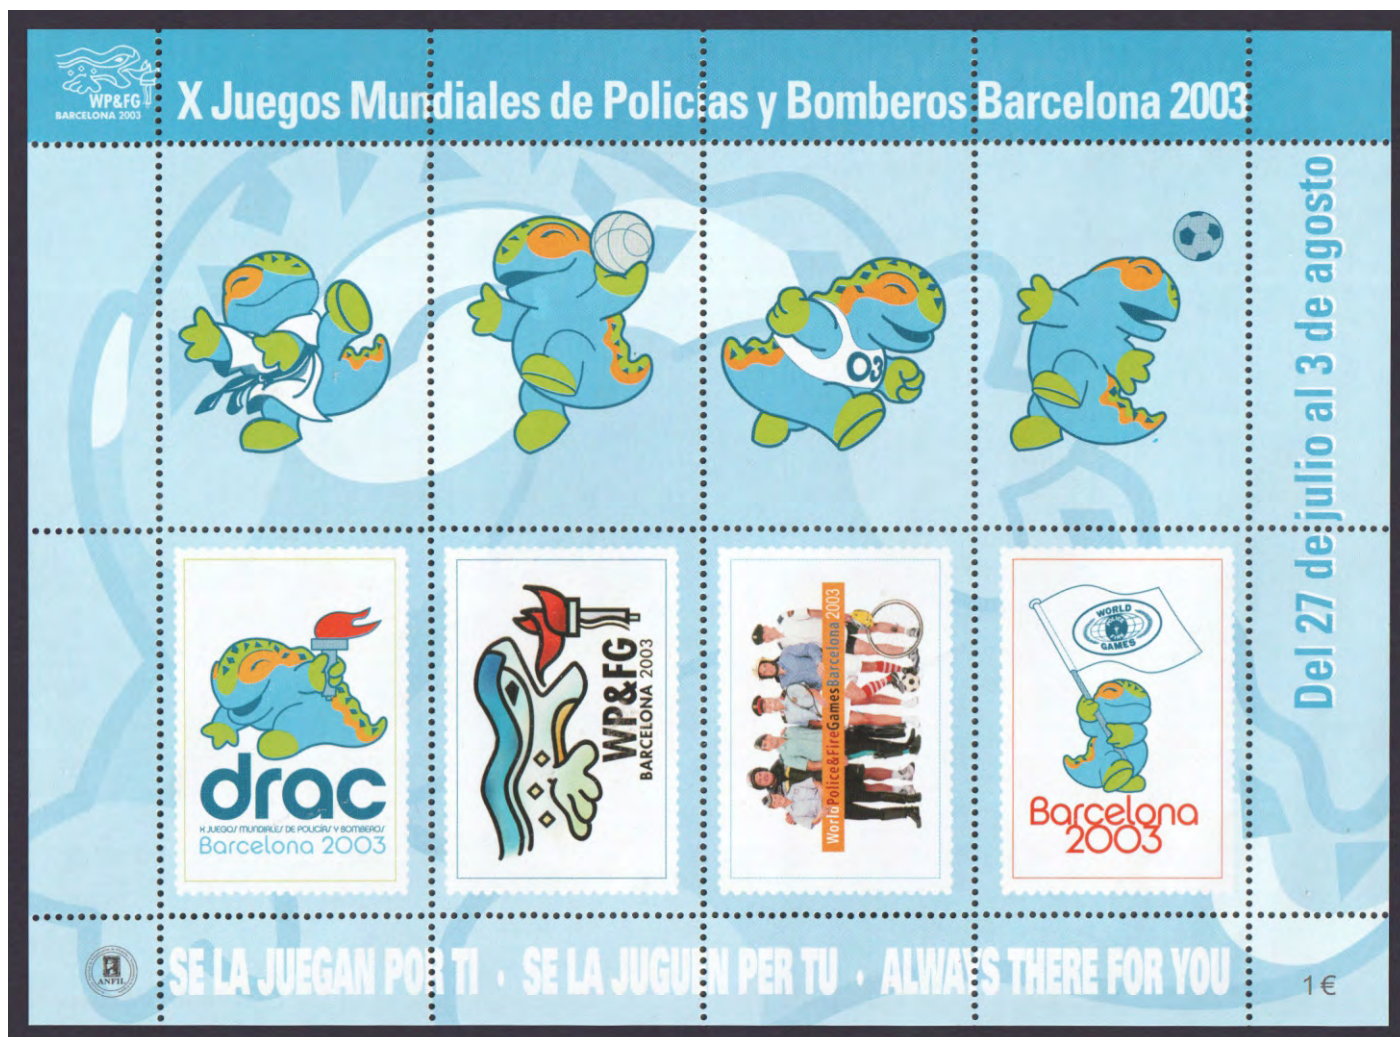 WP&FG
BARCELONA 2003
X Juegos Mundiales de Policías y Bomberos Barcelona 2003
Del 27 de julio al 3 de agosto
03
drac
X JUEGOS MUNDIALES DE POLICÍAS Y BOMBEROS
Barcelona 2003
WP&FG
BARCELONA 2003
WorldPolice&FireGamesBarcelona2003
WORLD
GAMES
Barcelona
2003
ANFIL
SE LA JUEGAN POR TI · SE LA JUGUEN PER TU · ALWAYS THERE FOR YOU
1 €